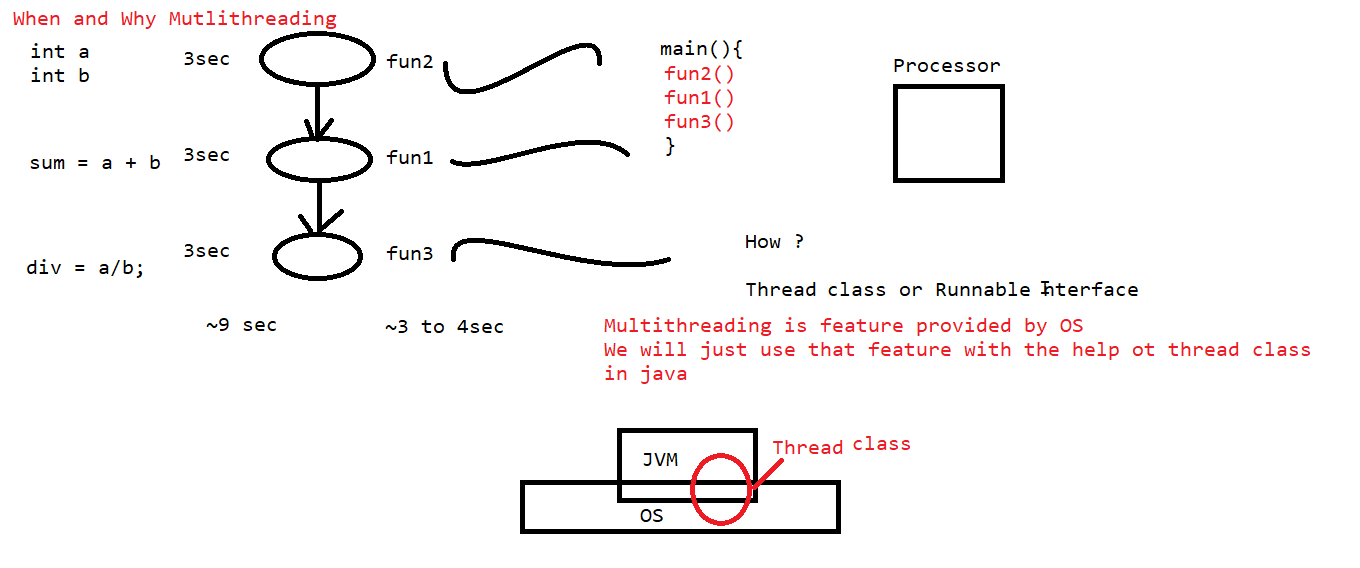 When and Why Mutlithreading
int a
int b
3sec
fun2
main(){
fun2()
fun1()
fun3()
}
Processor
sum = a + b
3sec
fun1
div = a/b;
3sec
fun3
How ?
Thread class or Runnable Interface
~9 sec
~3 to 4sec
Multithreading is feature provided by OS
We will just use that feature with the help ot thread class
in java
JVM
Thread class
OS